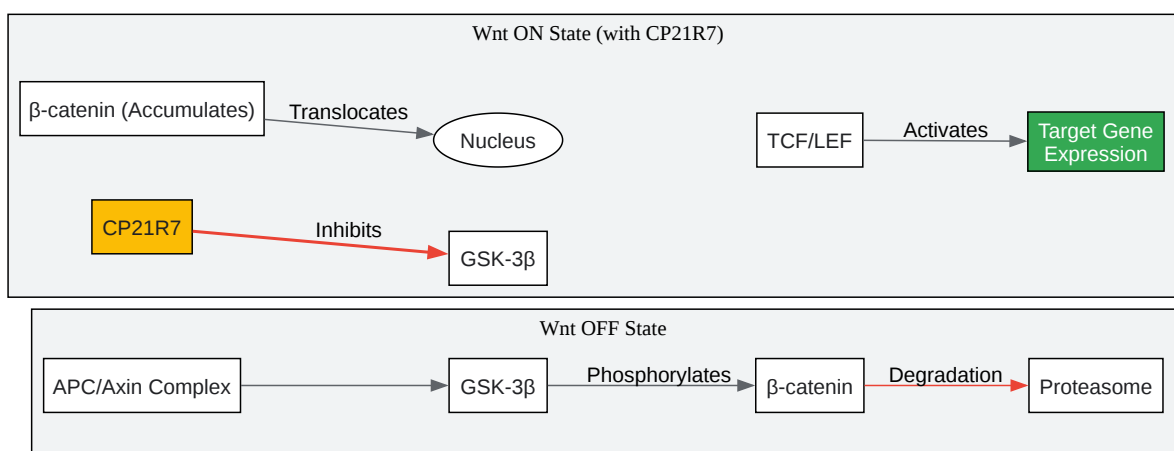 Wnt ON State (with CP21R7)
β-catenin (Accumulates)
Translocates
Nucleus
TCF/LEF
Activates
Target Gene
Expression
CP21R7
Inhibits
GSK-3β
Wnt OFF State
APC/Axin Complex
GSK-3β
Phosphorylates
β-catenin
Degradation
Proteasome